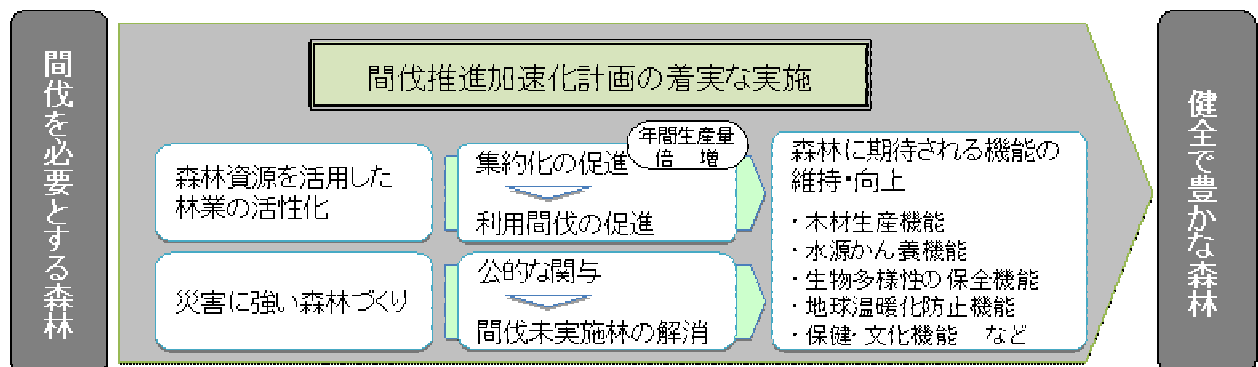 間伐を必要とする森林
間伐推進加速化計画の着実な実施
森林資源を活用した
林業の活性化
集約化の促進
年間生産量
倍 増
利用間伐の促進
災害に強い森林づくり
公的な関与
間伐未実施林の解消
森林に期待される機能の
維持・向上
・木材生産機能
・水源かん養機能
・生物多様性の保全機能
・地球温暖化防止機能
・保健・文化機能 など
健全で豊かな森林